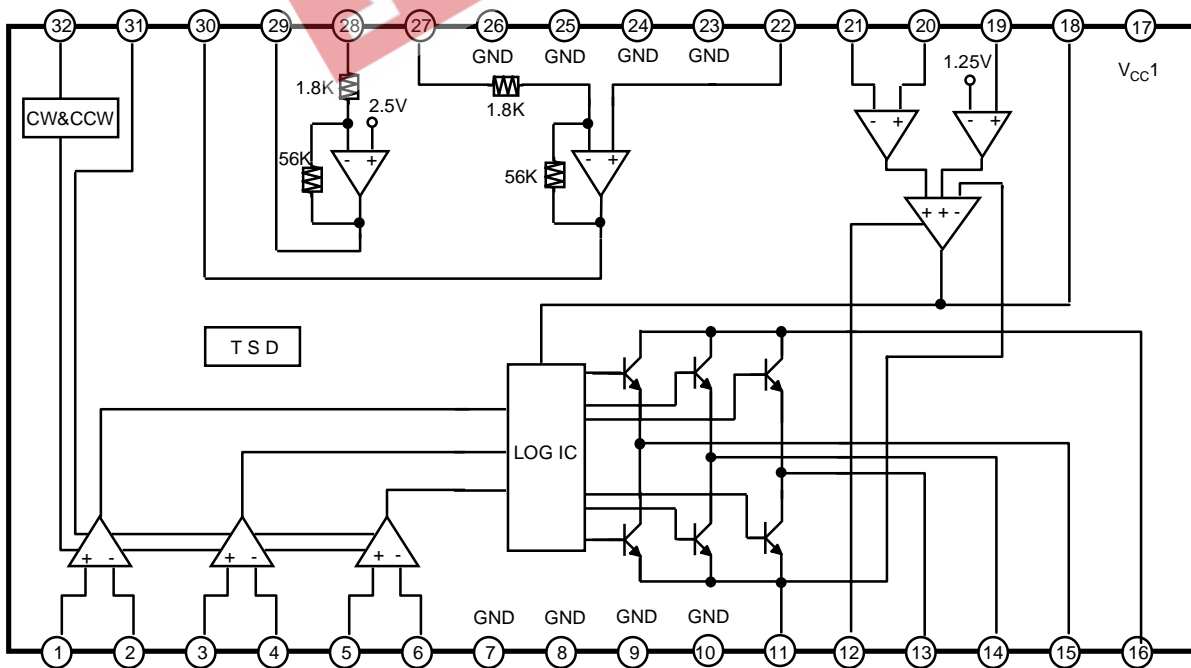 32 31 30 29 28 27 26 25 24 23 22 21 20 19 18 17
GND GND GND GND
1.25V
VCC1
1.8K
1.8K
2.5V
CW&CCW
- + - +
56K
- +
56K
- +
+ + -
T S D
LOG IC
+ - + - + -
GND GND GND GND
1 2 3 4 5 6 7 8 9 10 11 12 13 14 15 16